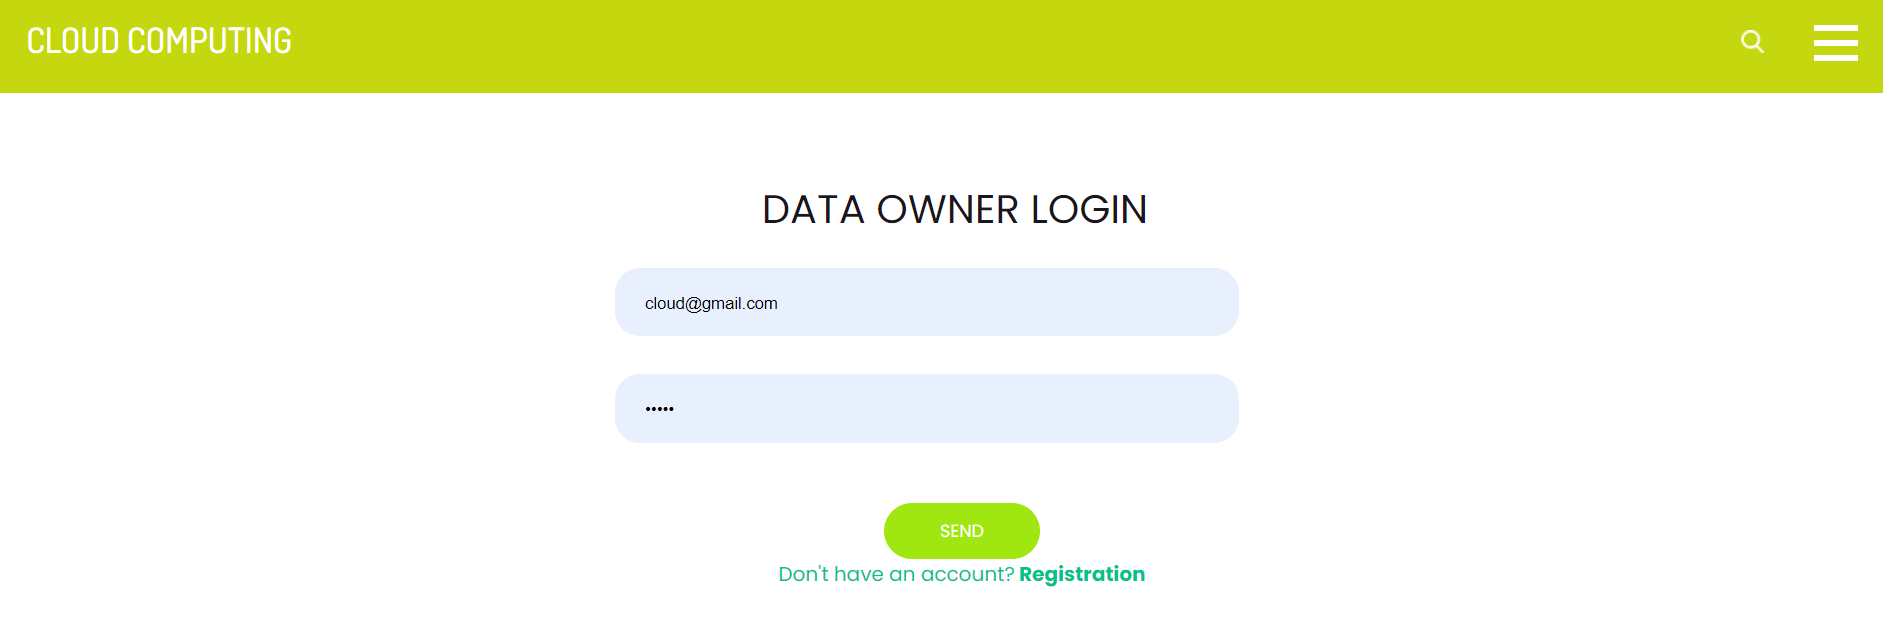 CLOUD COMPUTING
DATA OWNER LOGIN
cloud@gmail.com
•••••
SEND
Don't have an account? Registration